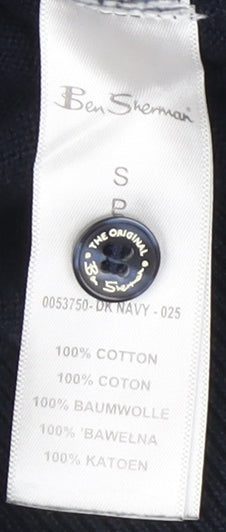 Ben Sherman
S
P
THE ORIGINAL
Ben Sherman
0053750- DK NAVY - 025
100% COTTON
100% COTON
100% BAUMWOLLE
100% 'BAWEŁNA
100% KATOEN